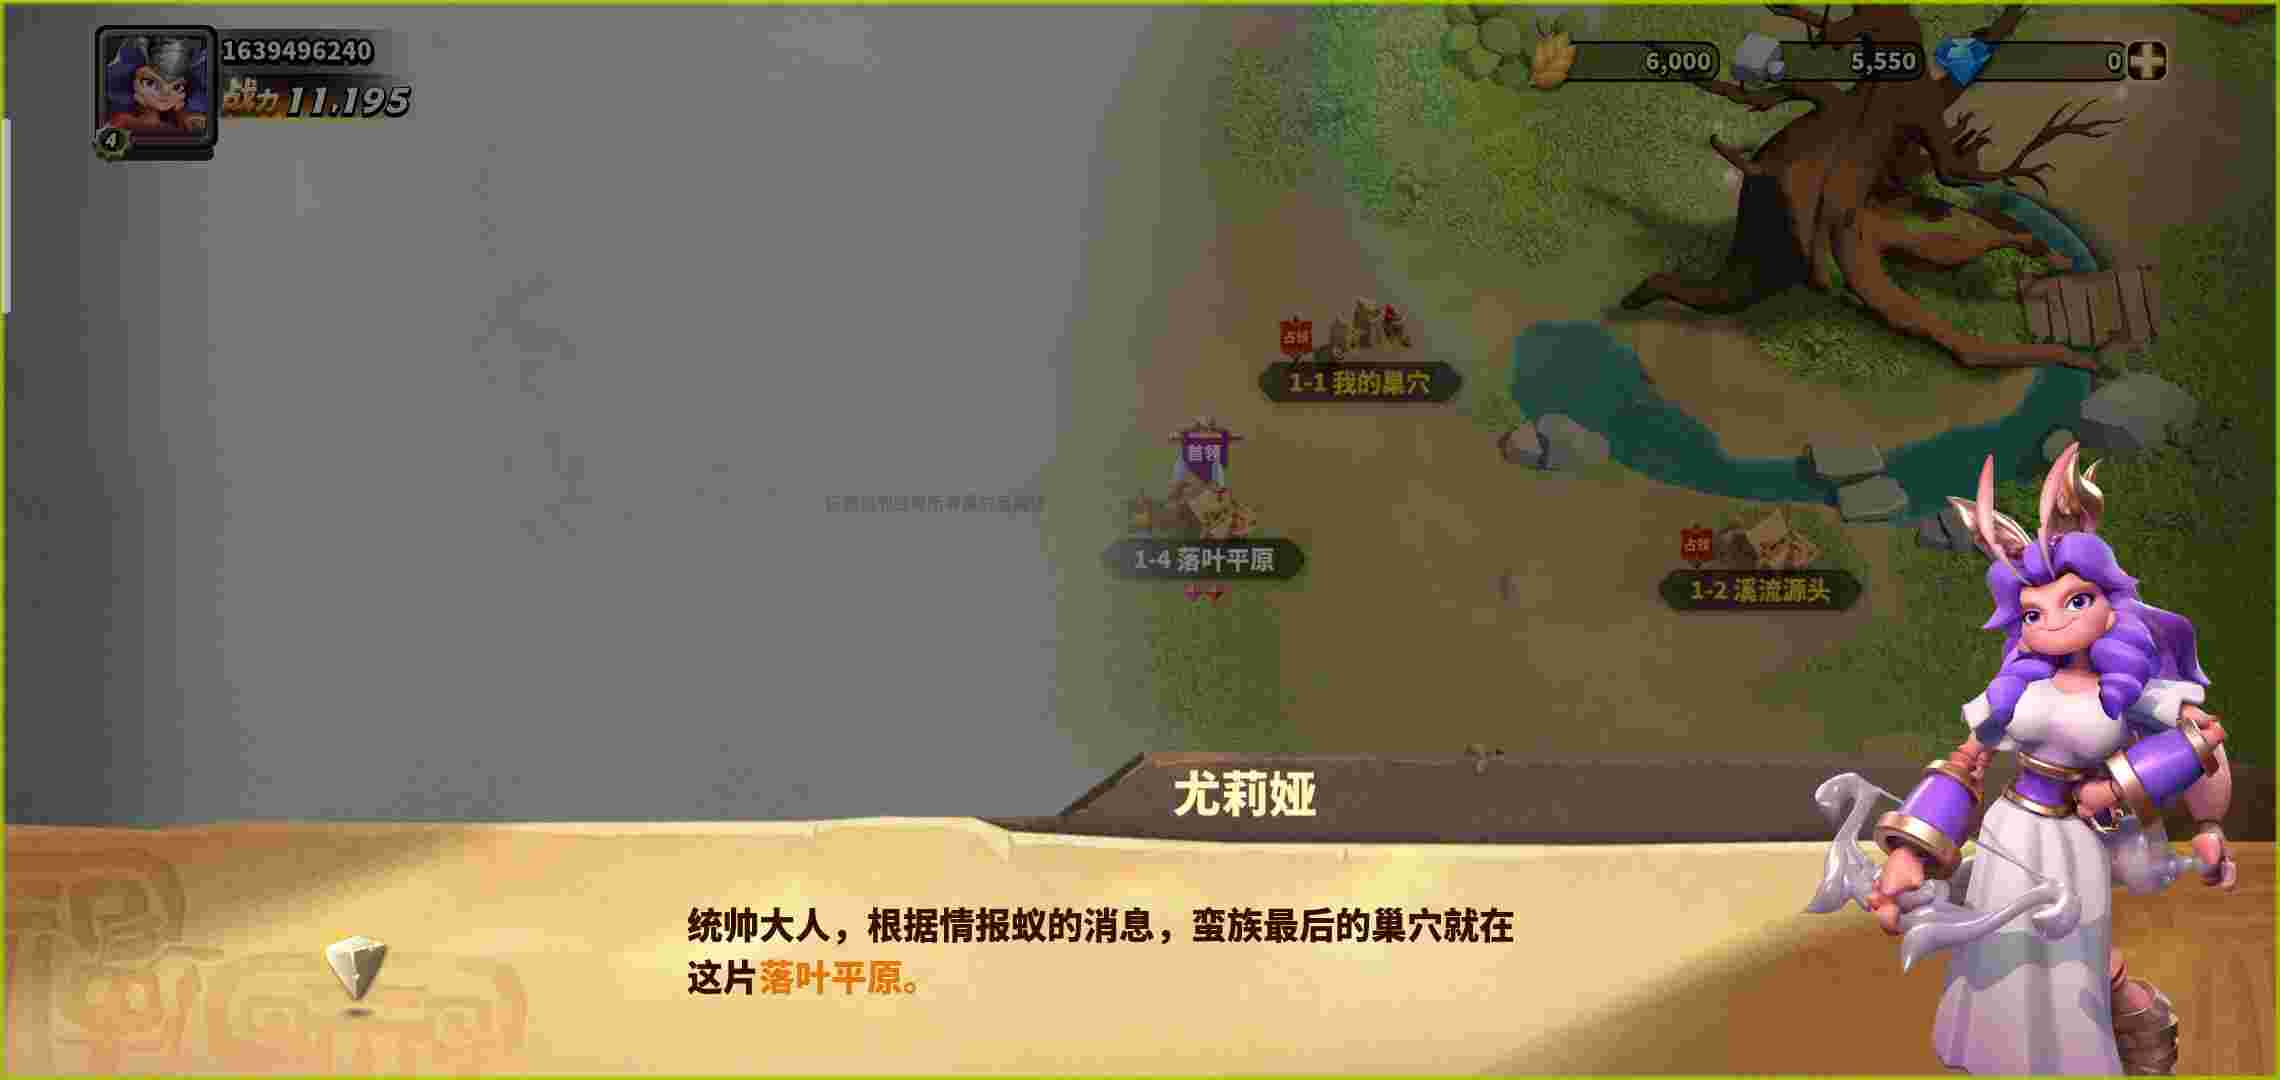 1639496240
战力 11,195
4
6,000
5,550
0
占领
1-1 我的巢穴
首领
1-4 落叶平原
占领
1-2 溪流源头
尤莉娅
统帅大人，根据情报蚁的消息，蛮族最后的巢穴就在
这片落叶平原。